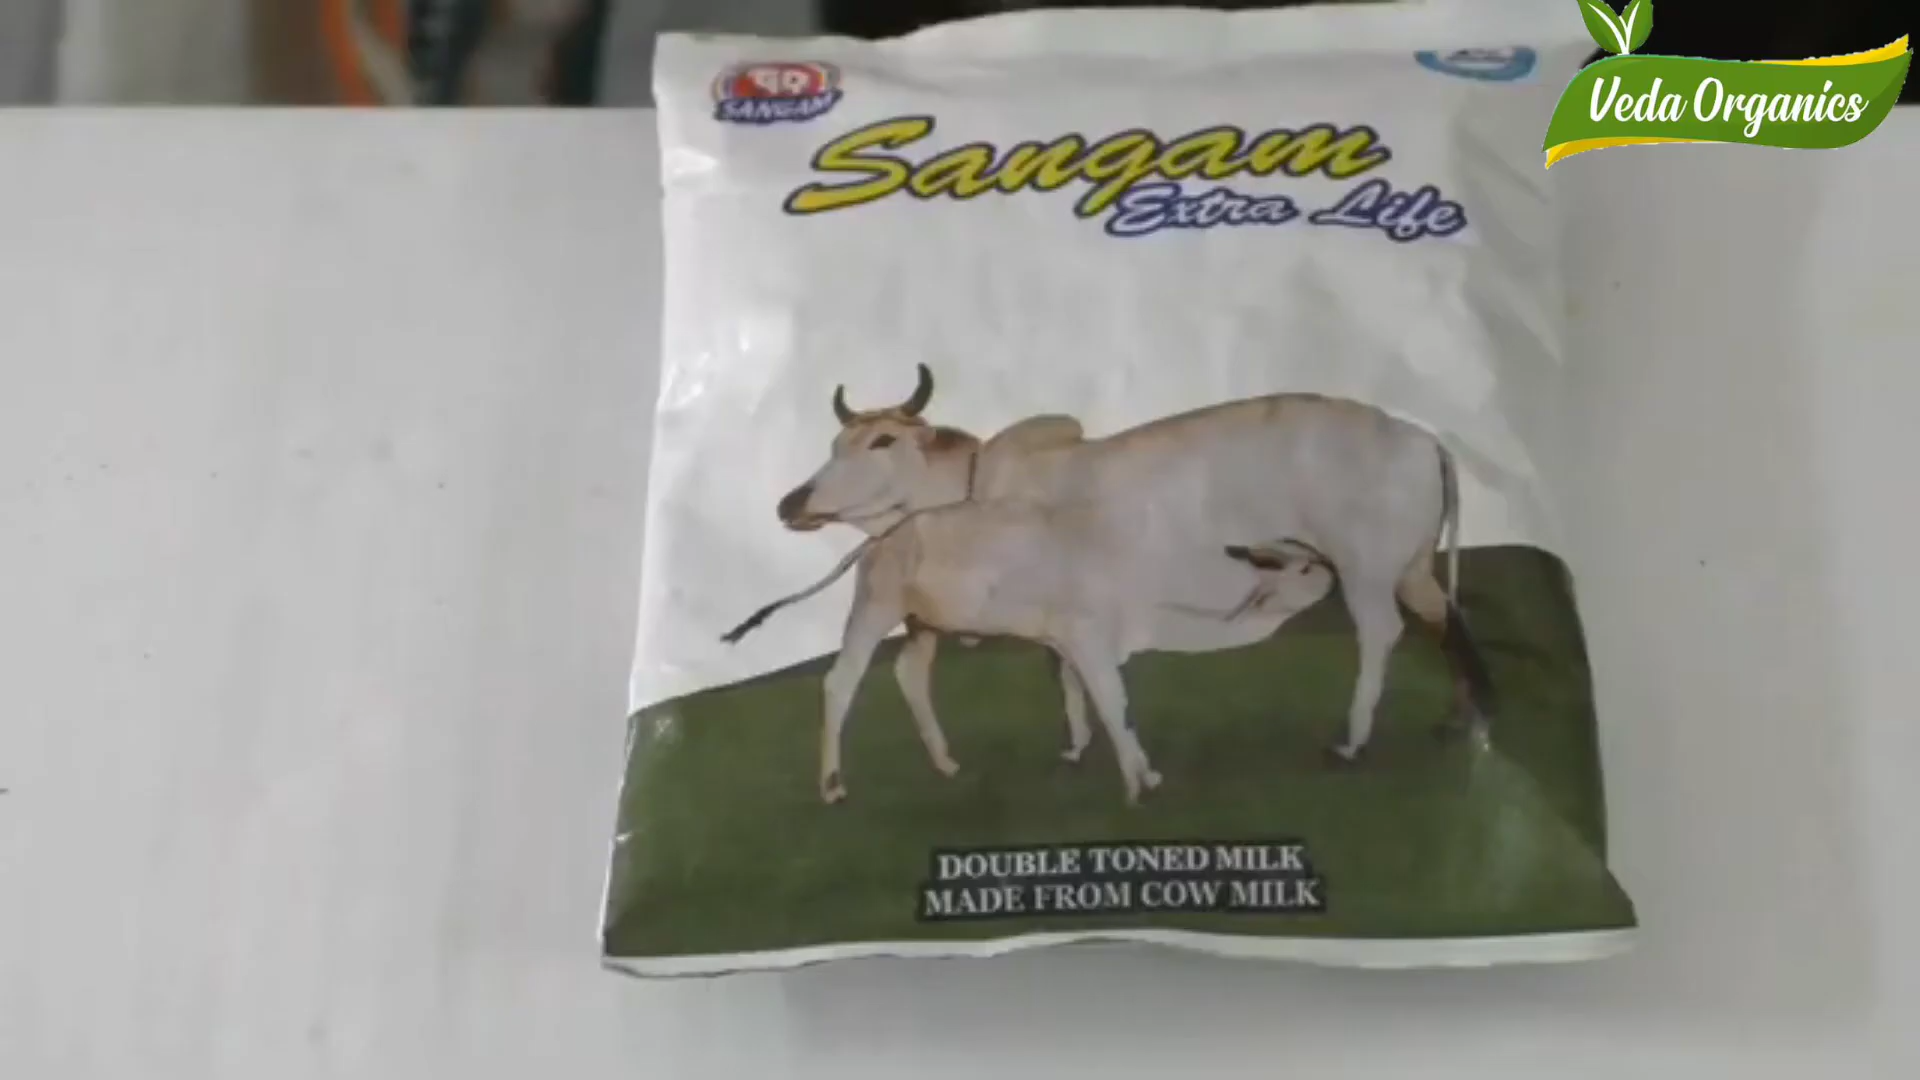 SANGAM
Sangam
Extra Life
Veda Organics
DOUBLE TONED MILK
MADE FROM COW MILK